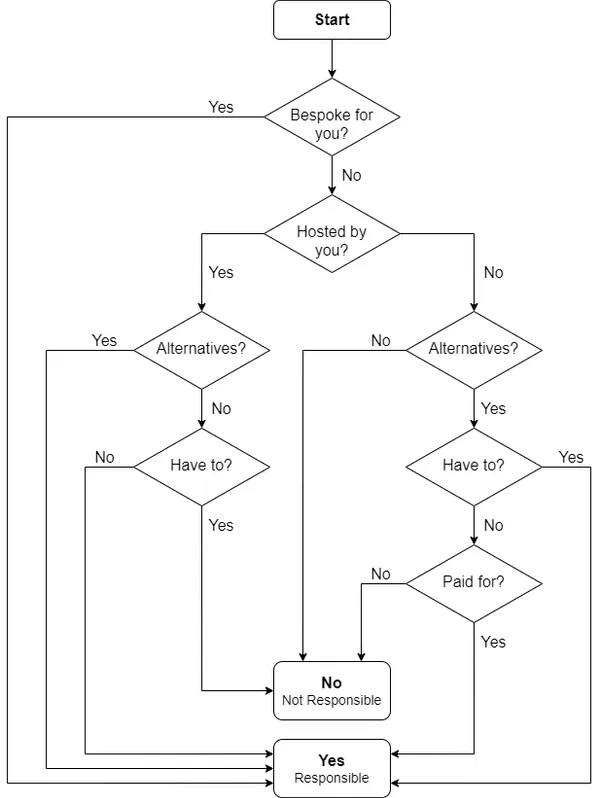 Start
Yes
Bespoke for
you?
No
Hosted by
you?
Yes
No
Yes
Alternatives?
No
Alternatives?
No
Yes
No
Have to?
Have to?
Yes
Yes
No
No
Paid for?
Yes
No
Not Responsible
Yes
Responsible